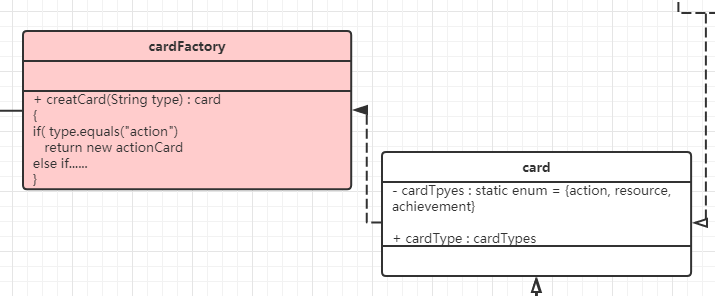 cardFactory
+ creatCard(String type) : card
{
if( type.equals("action")
return new actionCard
else if......
}
card
- cardTpyes : static enum = {action, resource,
achievement}
+ cardType : cardTypes